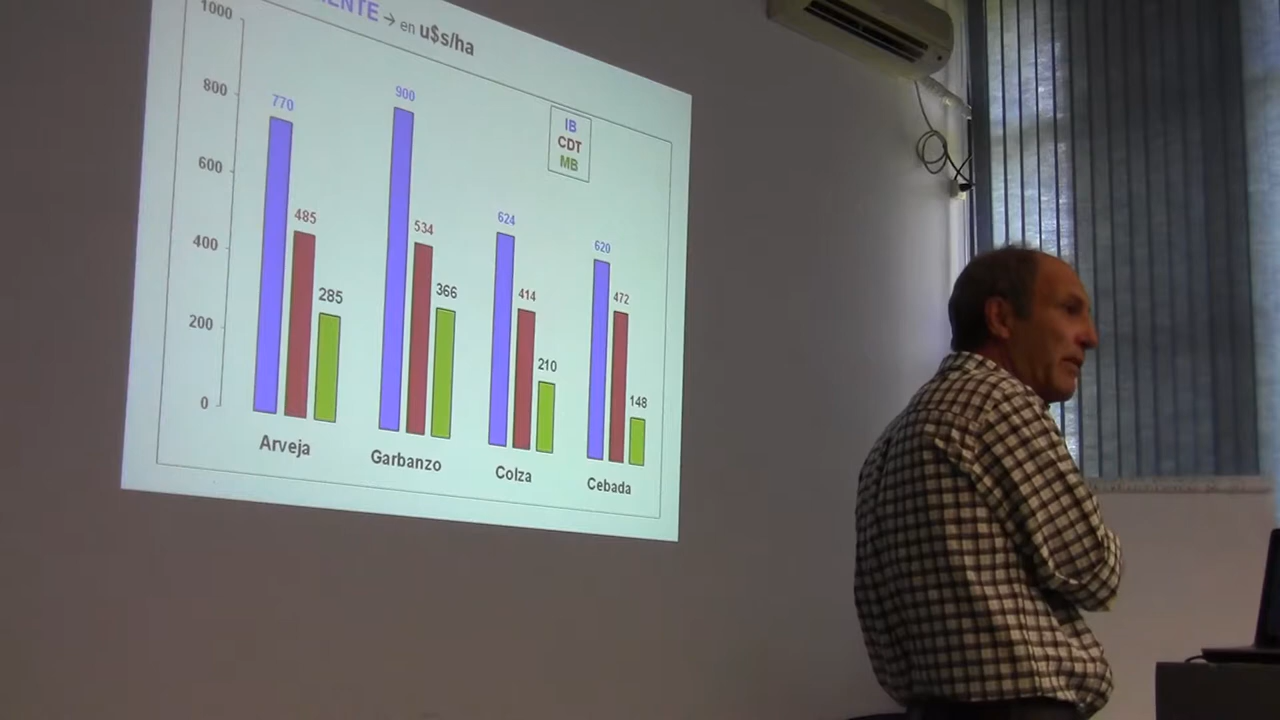 → en u$s/ha
1000
800
600
400
200
0
770
485
285
900
534
366
624
414
210
620
472
148
IB
CDT
MB
Arveja
Garbanzo
Colza
Cebada